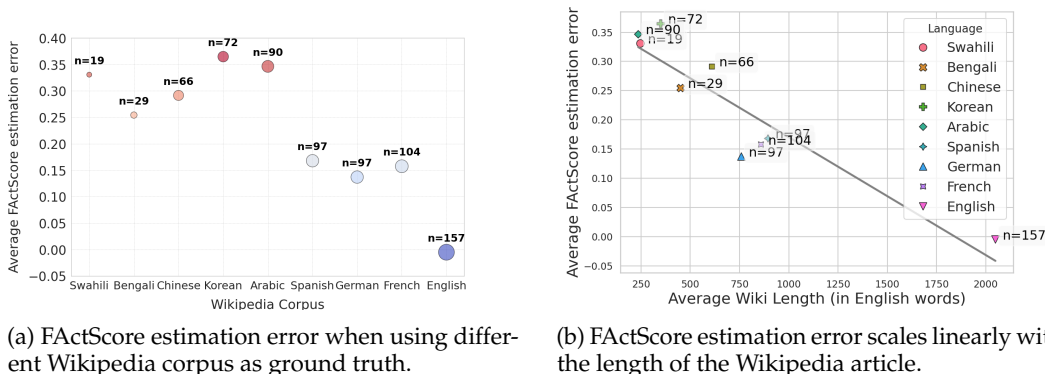 Average FActScore estimation error
0.40
0.35
0.30
0.25
0.20
0.15
0.10
0.05
0.00
−0.05
n=19
n=29
n=66
n=72
n=90
n=97
n=97
n=104
n=157
Swahili Bengali Chinese Korean Arabic Spanish German French English
Wikipedia Corpus
(a) FActScore estimation error when using differ-
ent Wikipedia corpus as ground truth.
Average FActScore estimation error
0.35
0.30
0.25
0.20
0.15
0.10
0.05
0.00
−0.05
n=72
n=90
n=19
n=66
n=29
n=97
n=104
n=97
n=157
Language
Swahili
Bengali
Chinese
Korean
Arabic
Spanish
German
French
English
250 500 750 1000 1250 1500 1750 2000
Average Wiki Length (in English words)
(b) FActScore estimation error scales linearly wit
the length of the Wikipedia article.